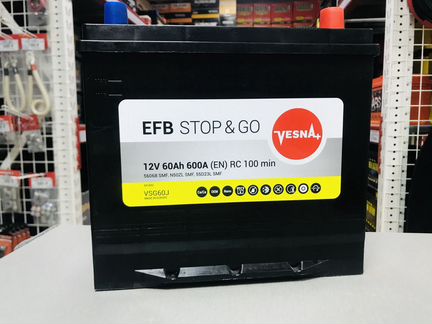 EFB STOP & GO
VESNA+
12V 60Ah 600A (EN) RC 100 min
VSG60J